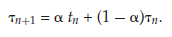 τn+1 = α tn + (1 − α)τn.